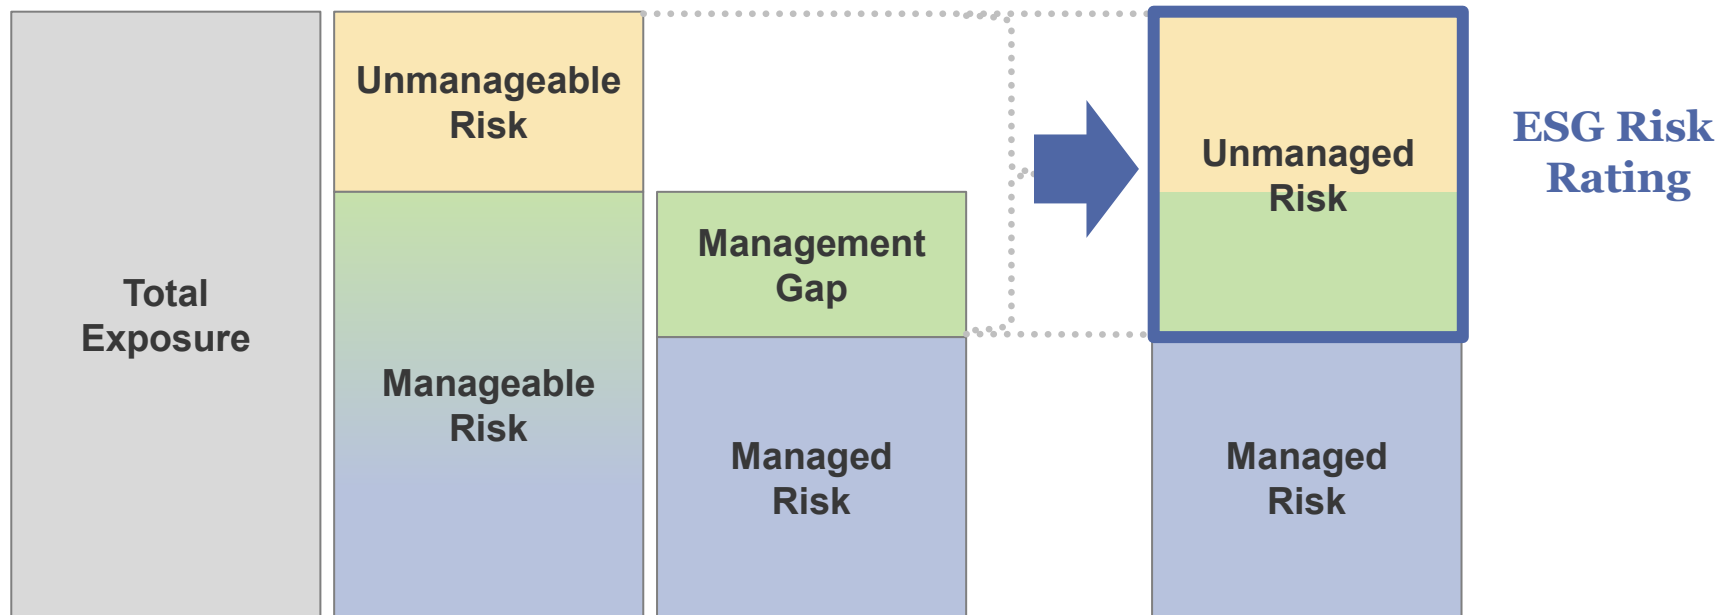 Total
Exposure
Unmanageable
Risk
Manageable
Risk
Management
Gap
Managed
Risk
Unmanaged
Risk
Managed
Risk
ESG Risk
Rating